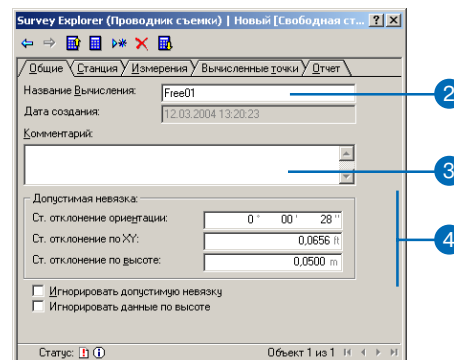 Survey Explorer (Проводник съемки) | Новый [Свободная ст...
Общие Станция Измерения Вычисленные точки Отчет
Название Вычисления: Free01
2
Дата создания: 12.03.2004 13:20:23
Комментарий:
3
Допустимая невязка:
Ст. отклонение ориентации: 0 ° 00 ' 28 ''
Ст. отклонение по XY: 0,0656 ft
4
Ст. отклонение по высоте: 0,0500 m
Игнорировать допустимую невязку
Игнорировать данные по высоте
Статус: Объект 1 из 1